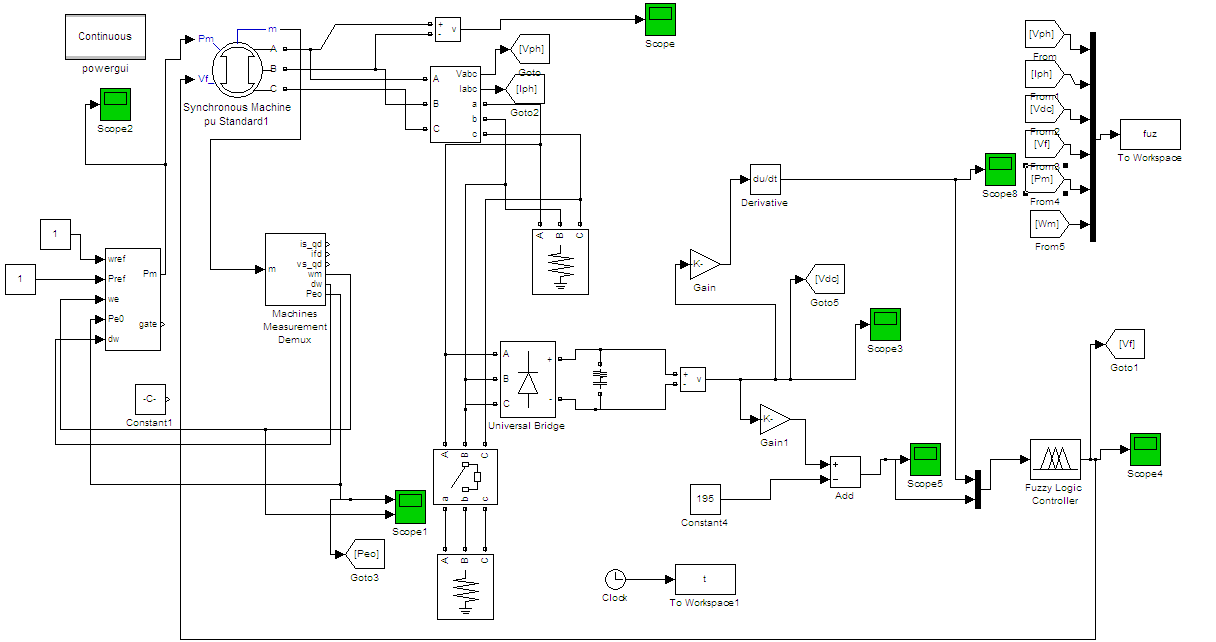 Continuous
powergui
Scope2
Pm
Vf_
m
A
B
C
Synchronous Machine
pu Standard1
+
-
v
Scope
[Vph]
Goto
[Iph]
Goto2
A
B
C
Vabc
Iabc
a
b
c
A
B
C
1
1
wref
Pref
we
Pe0
dw
Pm
gate
m
is_qd
ifd
vs_qd
wm
dw
Peo
Machines
Measurement
Demux
-C-
Constant1
Scope1
[Peo]
Goto3
A
B
C
+
-
Universal Bridge
A
B
C
a
b
c
A
B
C
+
-
v
-K-
Gain
du/dt
Derivative
[Vdc]
Goto5
Scope3
-K-
Gain1
195
Constant4
+
−
Add
Scope5
Scope8
Fuzzy Logic
Controller
[Vf]
Goto1
Scope4
Clock
t
To Workspace1
[Vph]
From
[Iph]
From1
[Vdc]
From2
[Vf]
From3
[Pm]
From4
[Wm]
From5
fuz
To Workspace